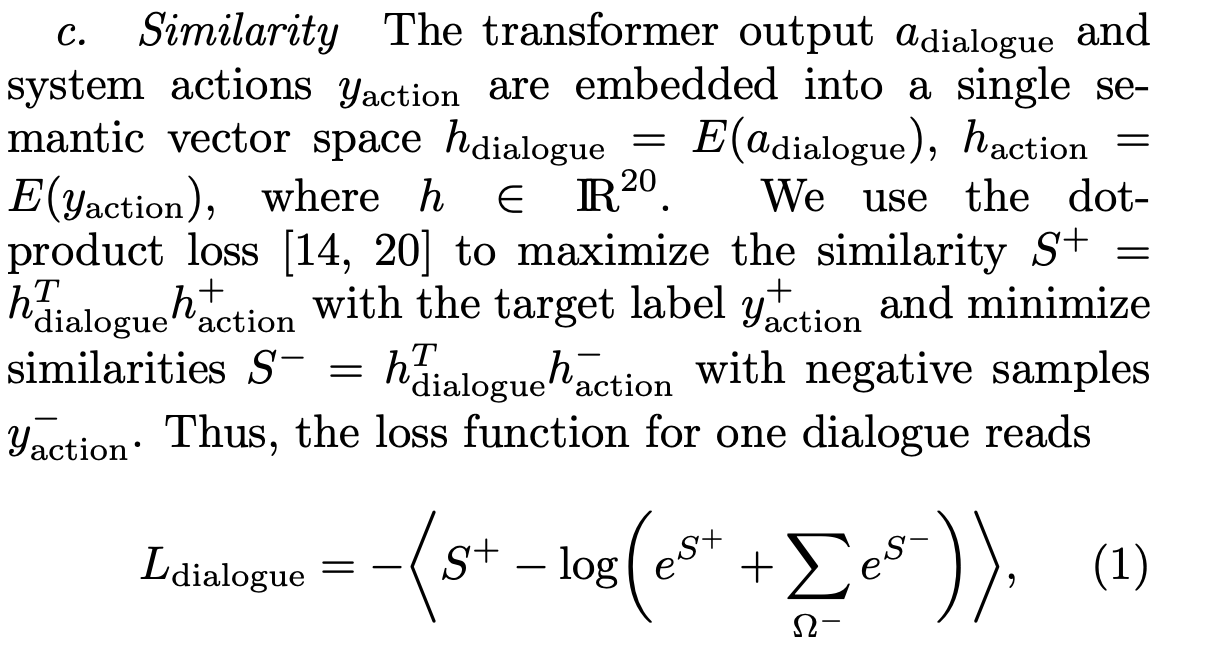 c. Similarity The transformer output a_dialogue and
system actions y_action are embedded into a single se-
mantic vector space h_dialogue = E(a_dialogue), h_action =
E(y_action), where h ∈ ℝ^20. We use the dot-
product loss [14, 20] to maximize the similarity S^+ =
h^T_dialogue h^+_action with the target label y^+_action and minimize
similarities S^− = h^T_dialogue h^−_action with negative samples
y^−_action. Thus, the loss function for one dialogue reads
L_dialogue = −⟨S^+ − log(e^{S^+} + ∑_{Ω^−} e^{S^−})⟩, (1)